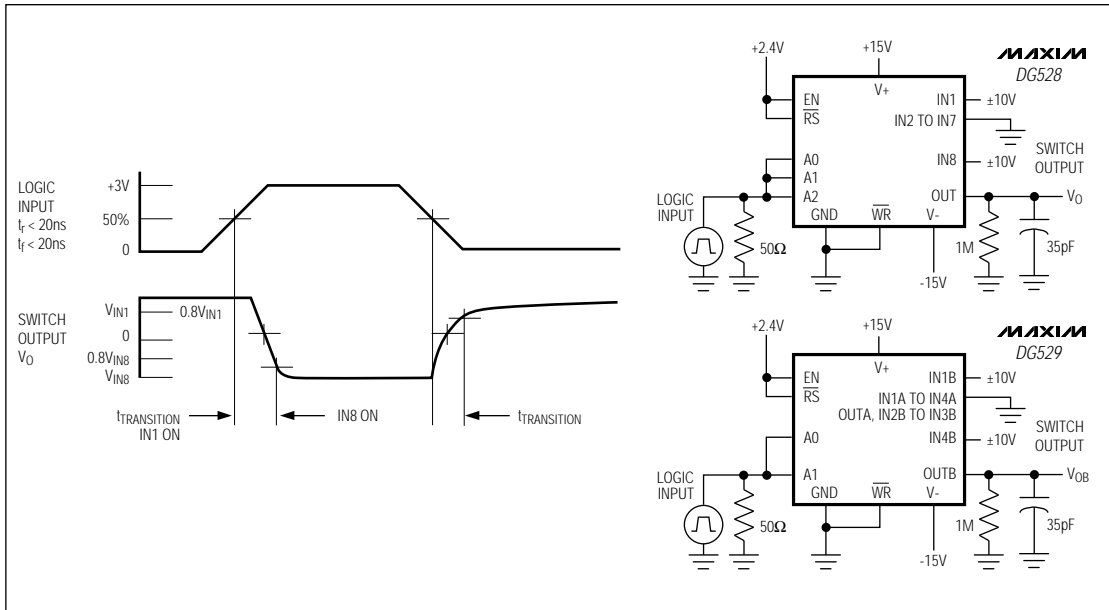 LOGIC
INPUT
tr < 20ns
tf < 20ns
+3V
50%
0
SWITCH
OUTPUT
VO
VIN1
0.8VIN1
0
0.8VIN8
VIN8
tTRANSITION
IN1 ON
IN8 ON
tTRANSITION
+2.4V
+15V
MAXIM
DG528
V+
EN
RS
IN1
±10V
IN2 TO IN7
A0
A1
A2
IN8
±10V
SWITCH
OUTPUT
OUT
VO
LOGIC
INPUT
50Ω
GND
WR
V-
1M
35pF
-15V
+2.4V
+15V
MAXIM
DG529
V+
EN
RS
IN1B
±10V
IN1A TO IN4A
OUTA, IN2B TO IN3B
A0
A1
IN4B
±10V
SWITCH
OUTPUT
OUTB
VOB
LOGIC
INPUT
50Ω
GND
WR
V-
1M
35pF
-15V